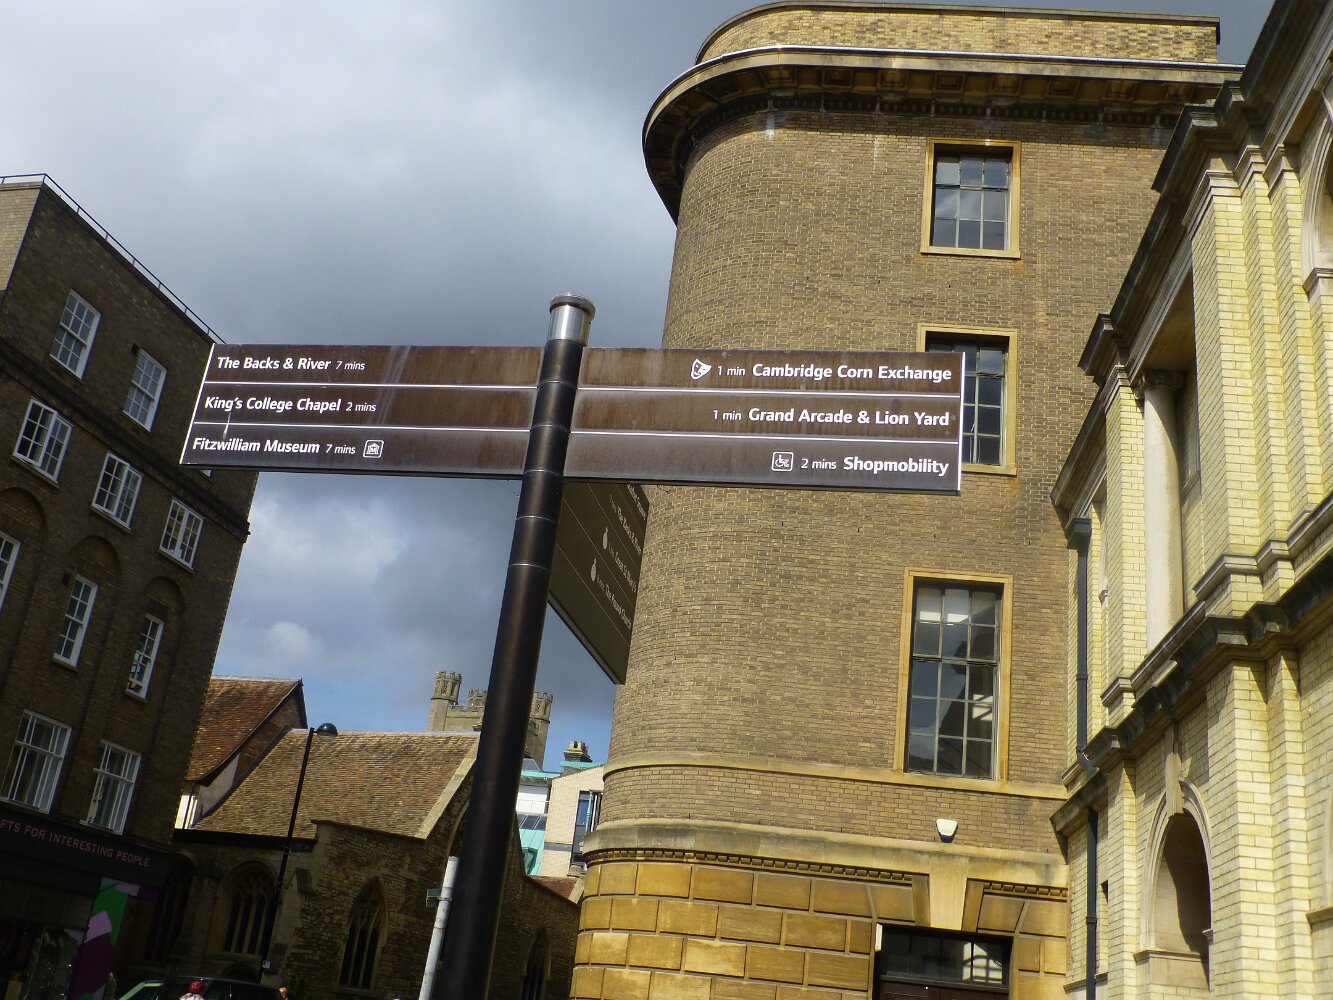 The Backs & River 7 mins
King's College Chapel 2 mins
Fitzwilliam Museum 7 mins
1 min Cambridge Corn Exchange
1 min Grand Arcade & Lion Yard
2 mins Shopmobility
FTS FOR INTERESTING PEOPLE